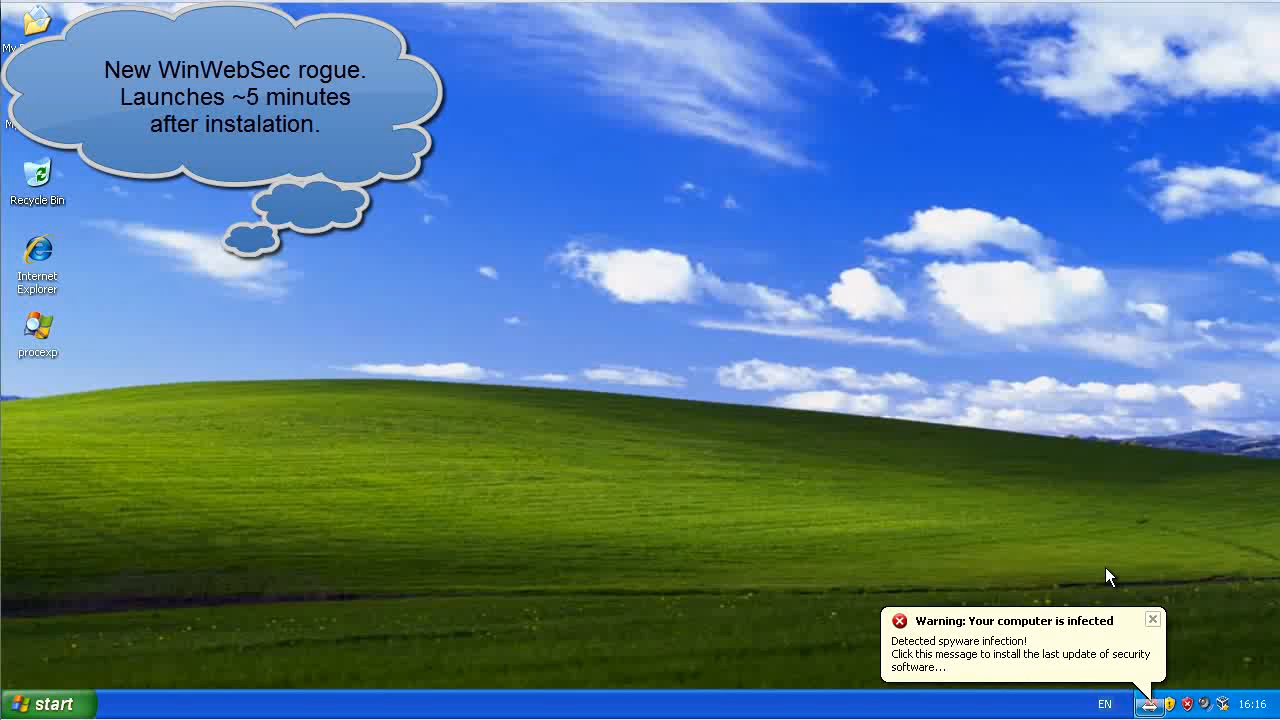 New WinWebSec rogue.
Launches ~5 minutes
after instalation.
Recycle Bin
Internet
Explorer
procexp
Warning: Your computer is infected
Detected spyware infection!
Click this message to install the last update of security
software...
start
EN
16:16